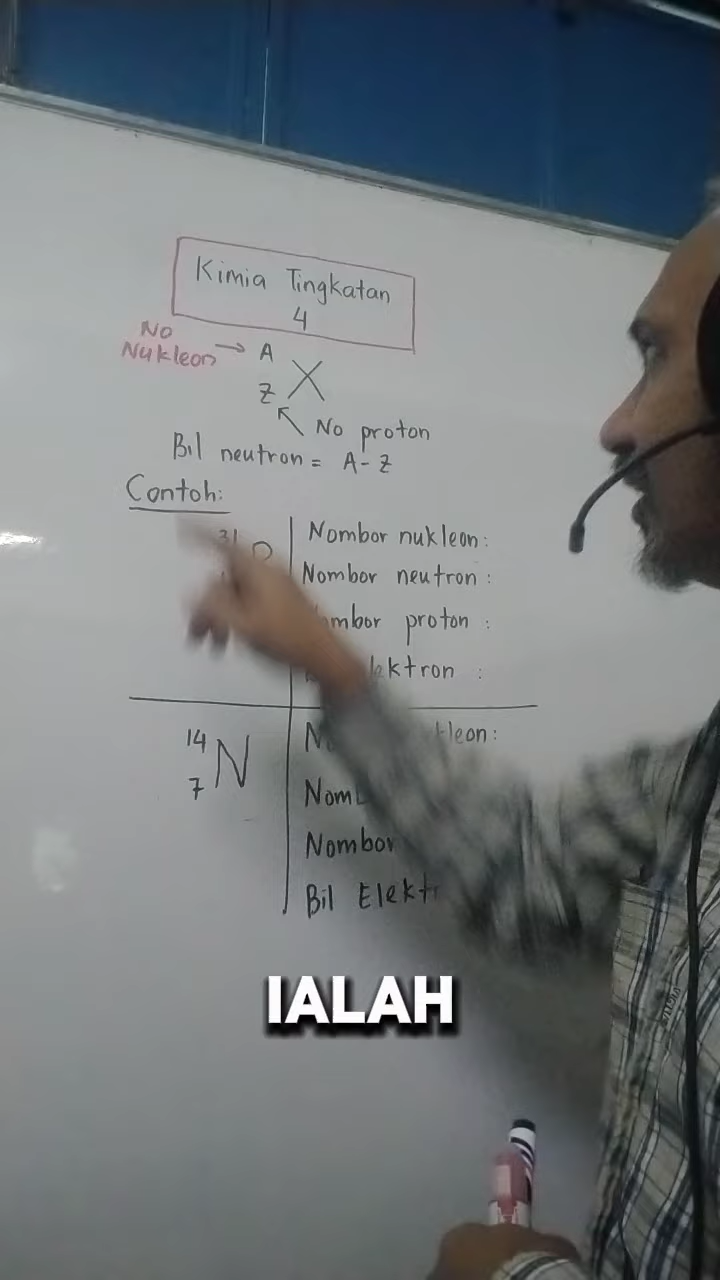 Kimia Tingkatan
4
No
Nukleon → A
X
Z
No proton
Bil neutron = A - Z
Contoh:
31
P
Nombor nukleon:
Nombor neutron:
proton :
14
N
7
Nombor
Bil
IALAH